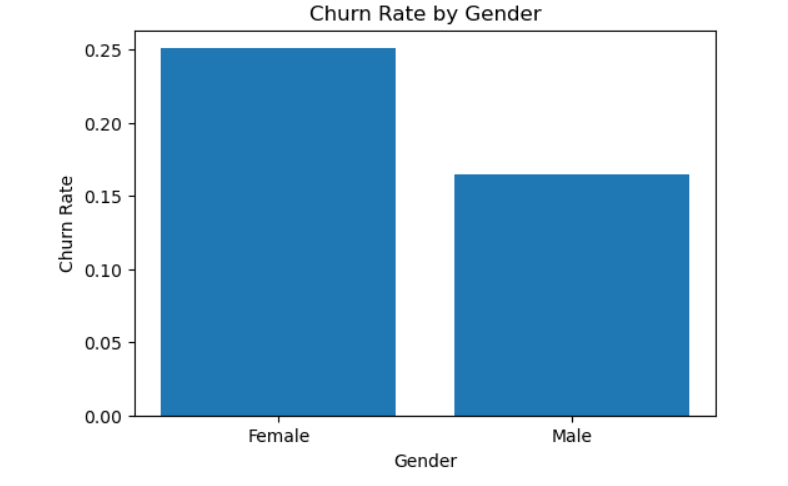 Churn Rate by Gender
0.25
0.20
0.15
0.10
0.05
0.00
Churn Rate
Female Male
Gender